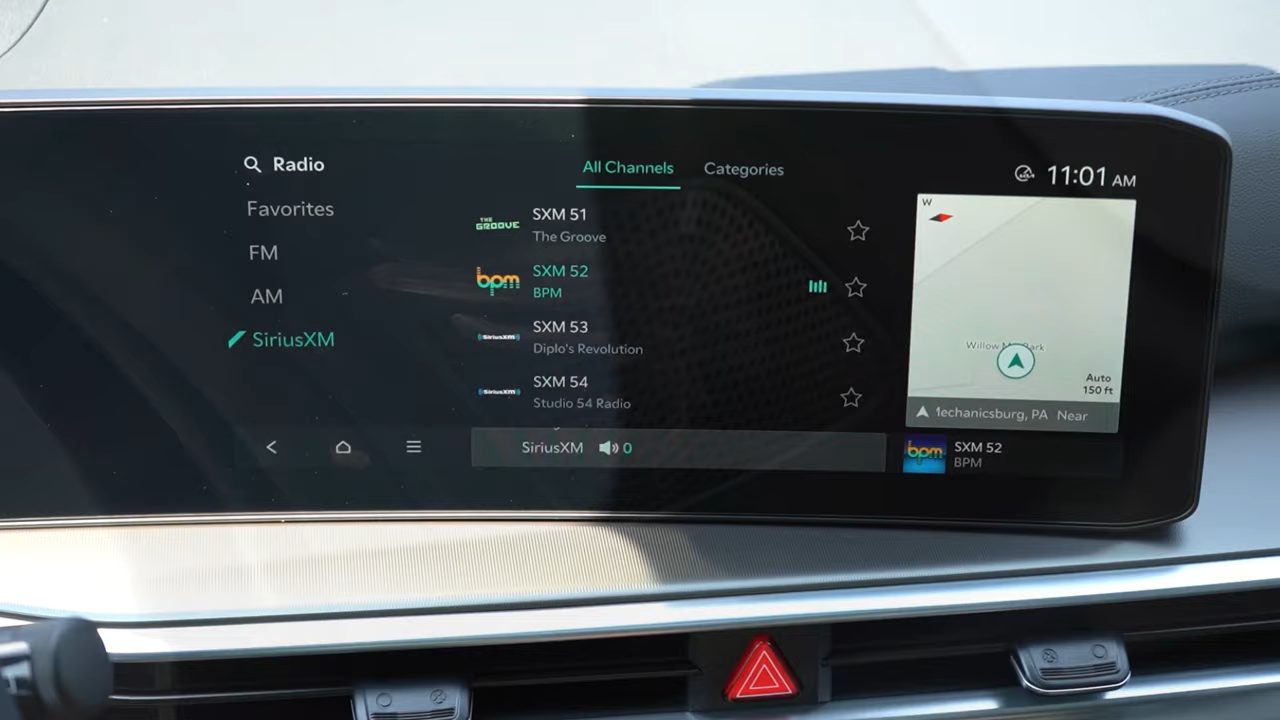 Radio
Favorites
FM
AM
SiriusXM
All Channels
Categories
THE GROOVE
SXM 51
The Groove
bpm
SXM 52
BPM
SiriusXM
SXM 53
Diplo's Revolution
SiriusXM
SXM 54
Studio 54 Radio
SiriusXM 0
11:01 AM
W
Willow
Park
Auto
150 ft
Mechanicsburg, PA Near
bpm
SXM 52
BPM